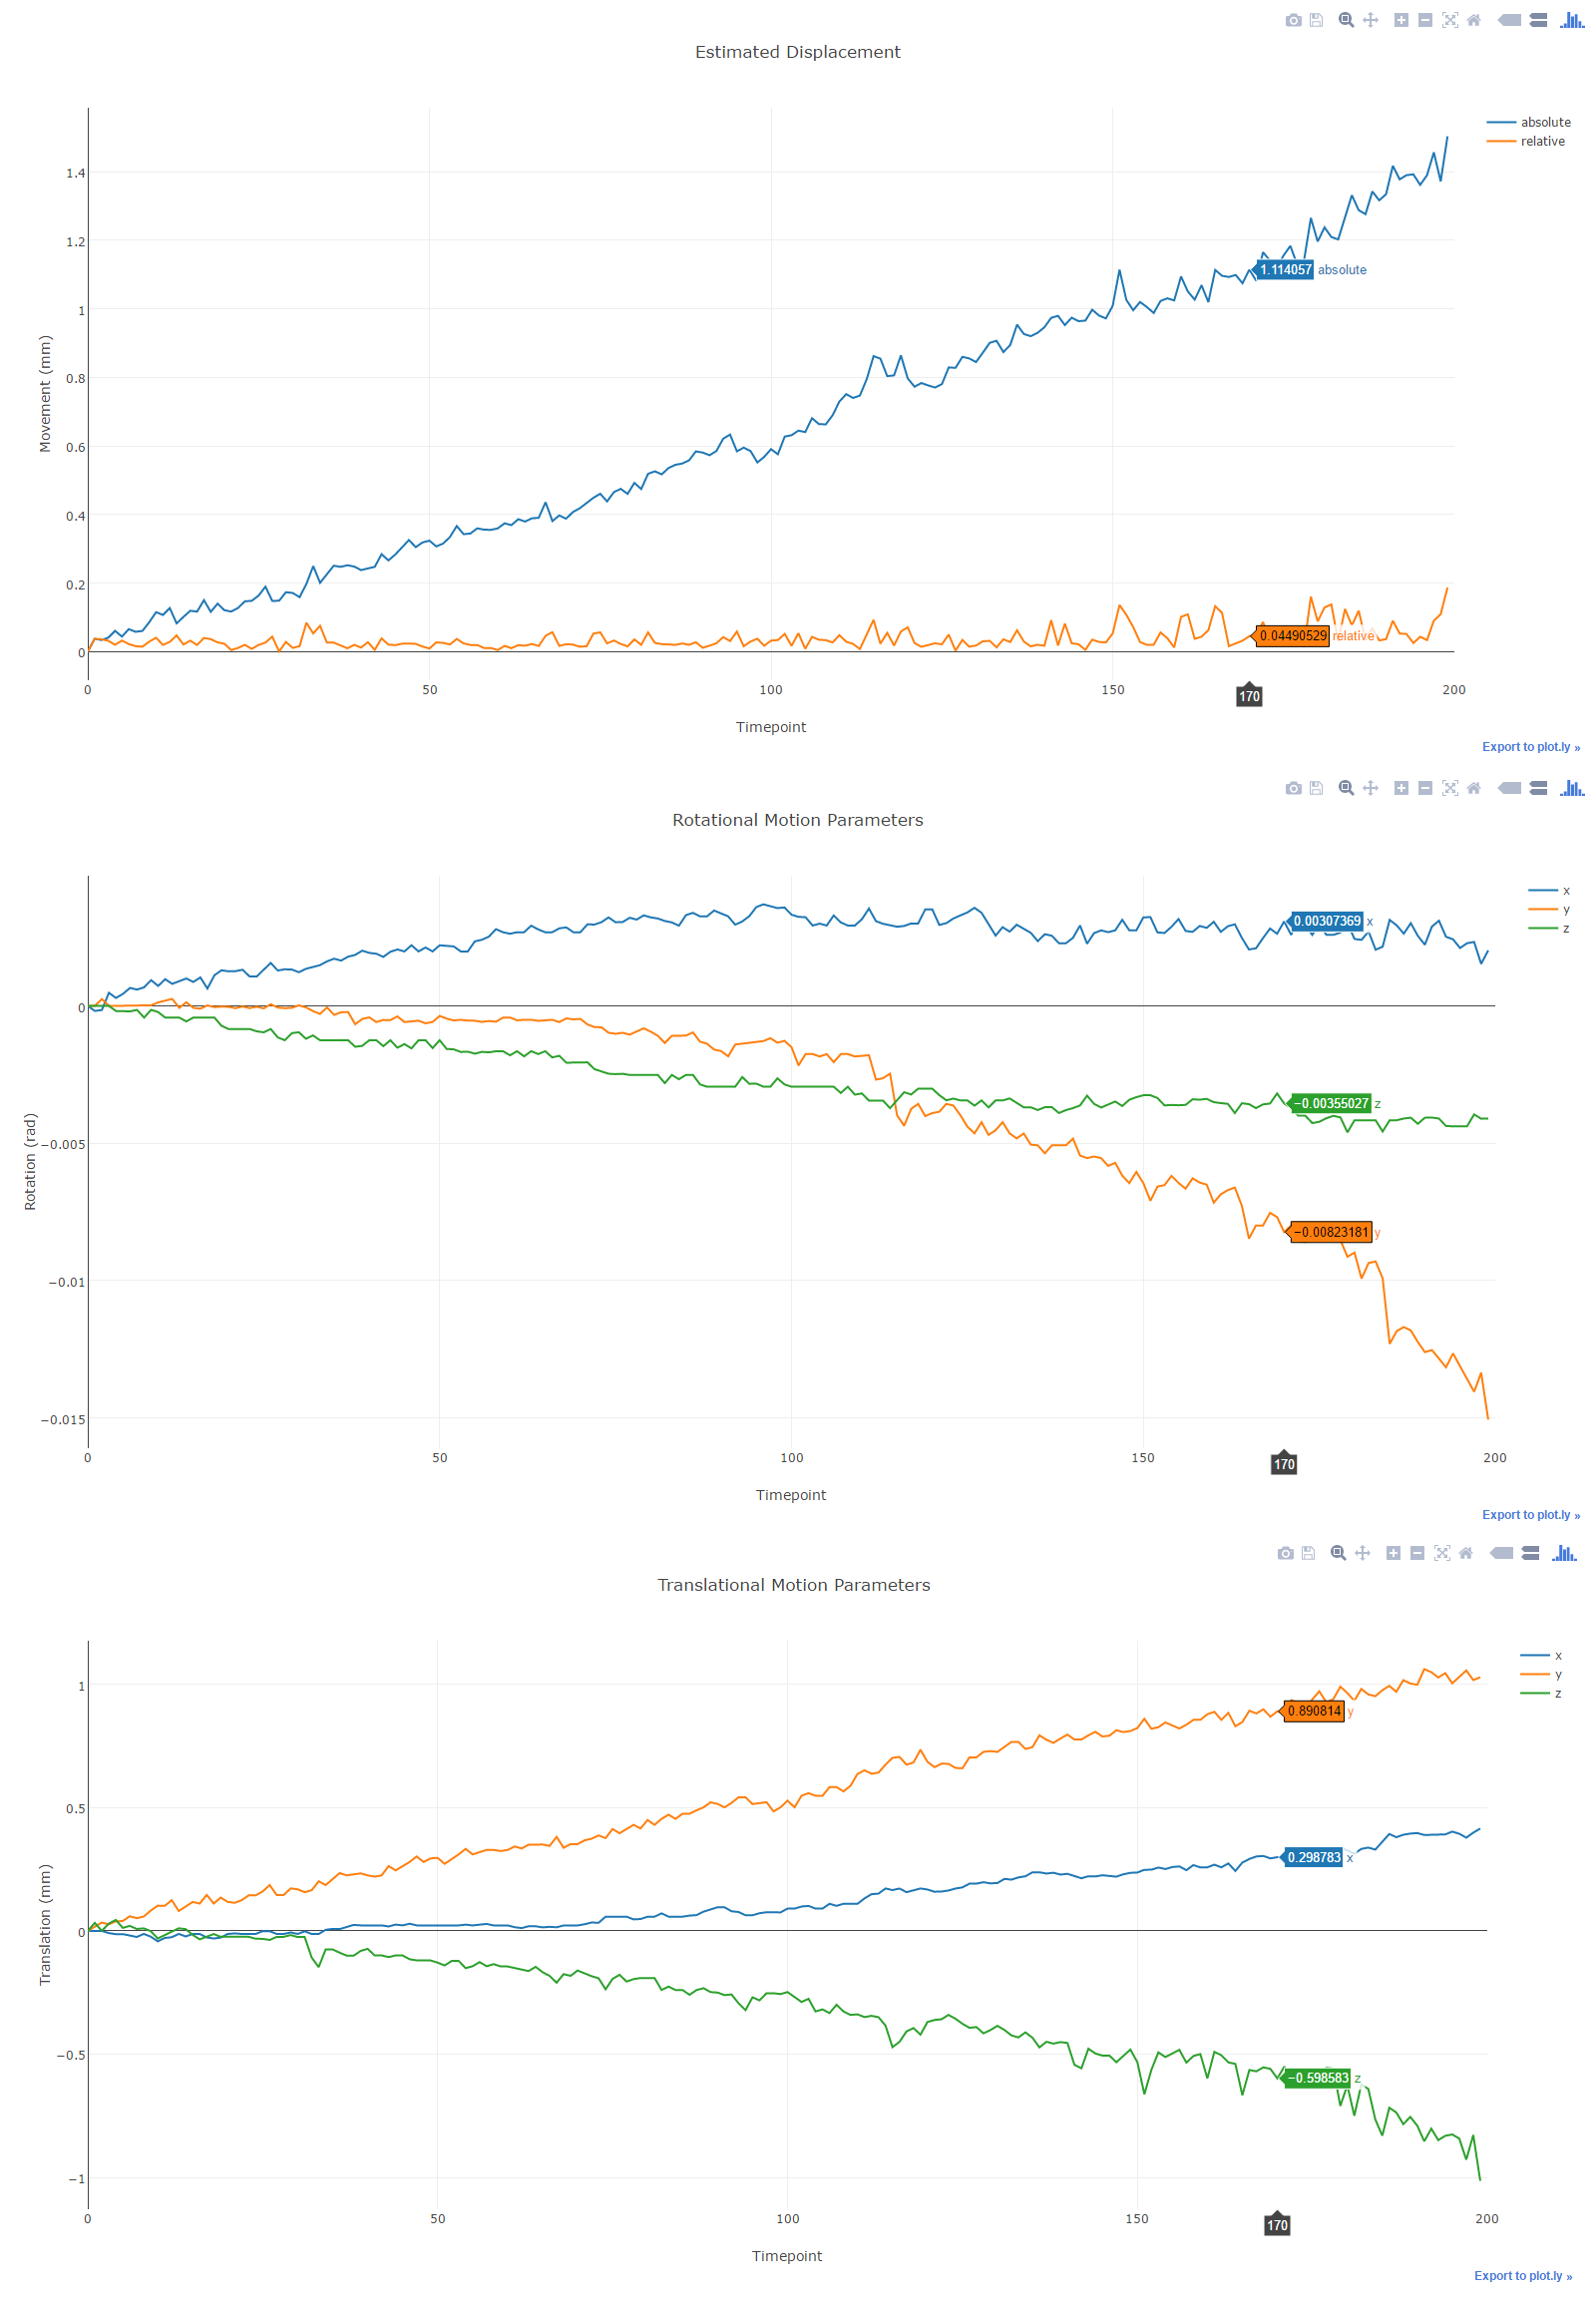 Estimated Displacement
absolute
relative
1.4
1.2
1
0.8
0.6
0.4
0.2
0
Movement (mm)
1.114057 absolute
0.04490529 relative
0
50
100
150
170
200
Timepoint
Export to plot.ly »
Rotational Motion Parameters
x
y
z
0
−0.005
−0.01
−0.015
Rotation (rad)
0.00307369 x
−0.00355027 z
−0.00823181 y
0
50
100
150
170
200
Timepoint
Export to plot.ly »
Translational Motion Parameters
x
y
z
1
0.5
0
−0.5
−1
Translation (mm)
0.890814 y
0.298783 x
−0.598583 z
0
50
100
150
170
200
Timepoint
Export to plot.ly »